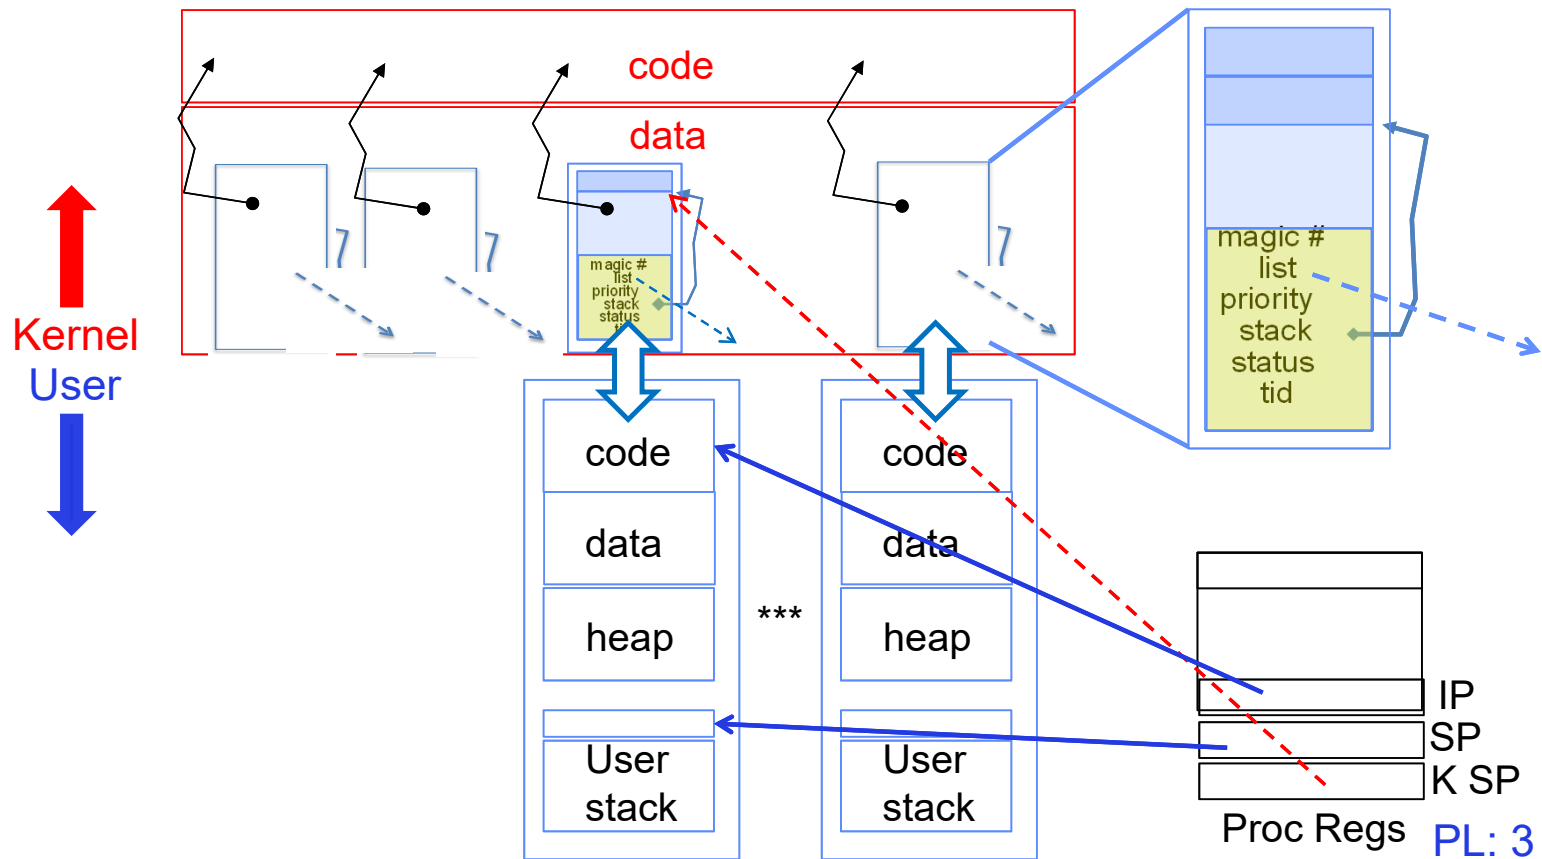 code
data
magic #
list
priority
stack
status
magic #
list
priority
stack
status
tid
Kernel
User
code
data
heap
User
stack
***
code
data
heap
User
stack
IP
SP
K SP
Proc Regs
PL: 3